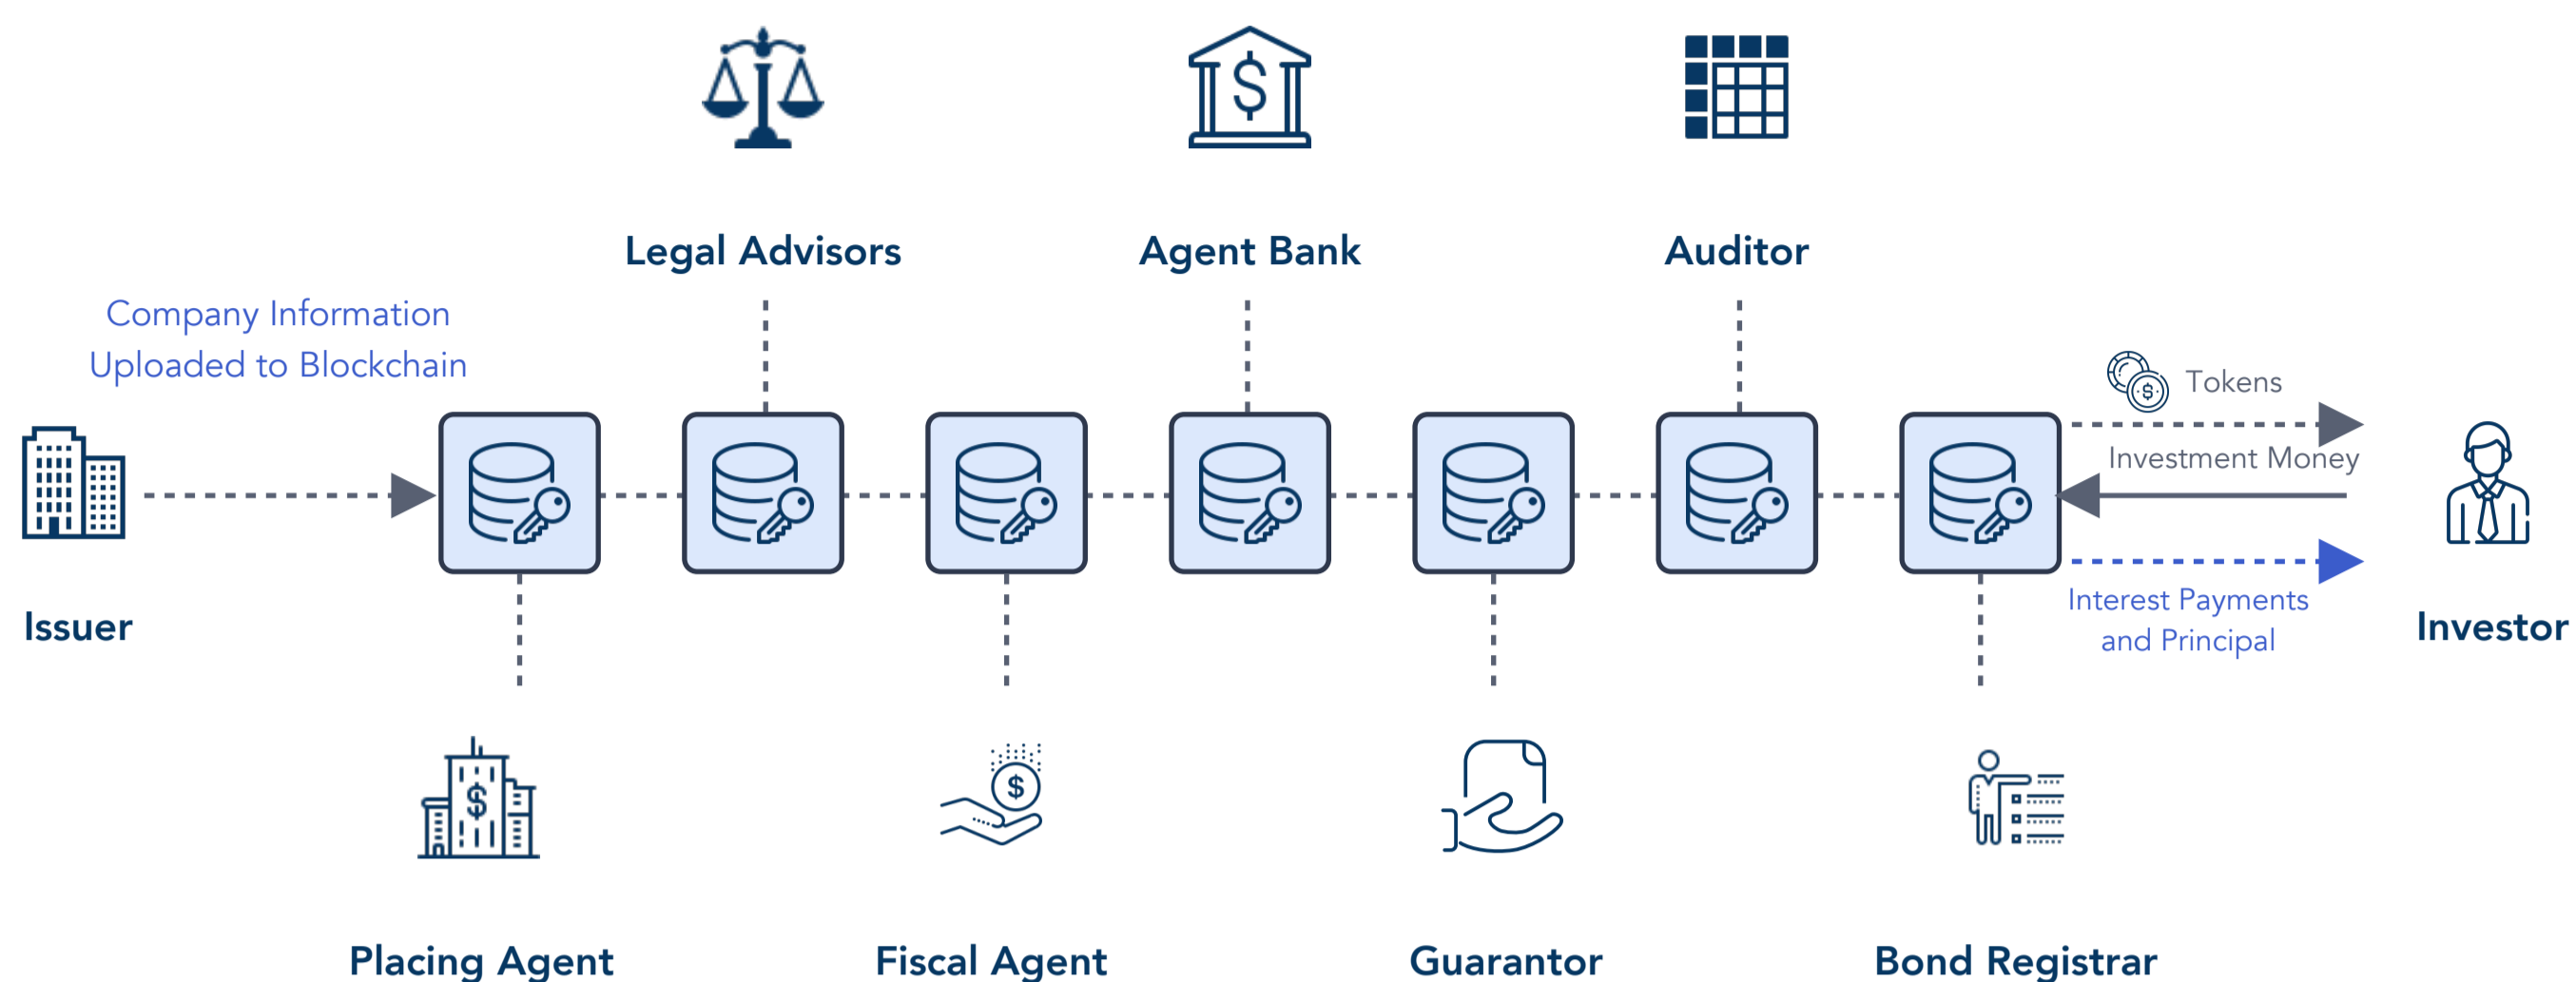 Legal Advisors
Agent Bank
Auditor
Company Information
Uploaded to Blockchain
Tokens
Investment Money
Interest Payments
and Principal
Issuer
Investor
Placing Agent
Fiscal Agent
Guarantor
Bond Registrar